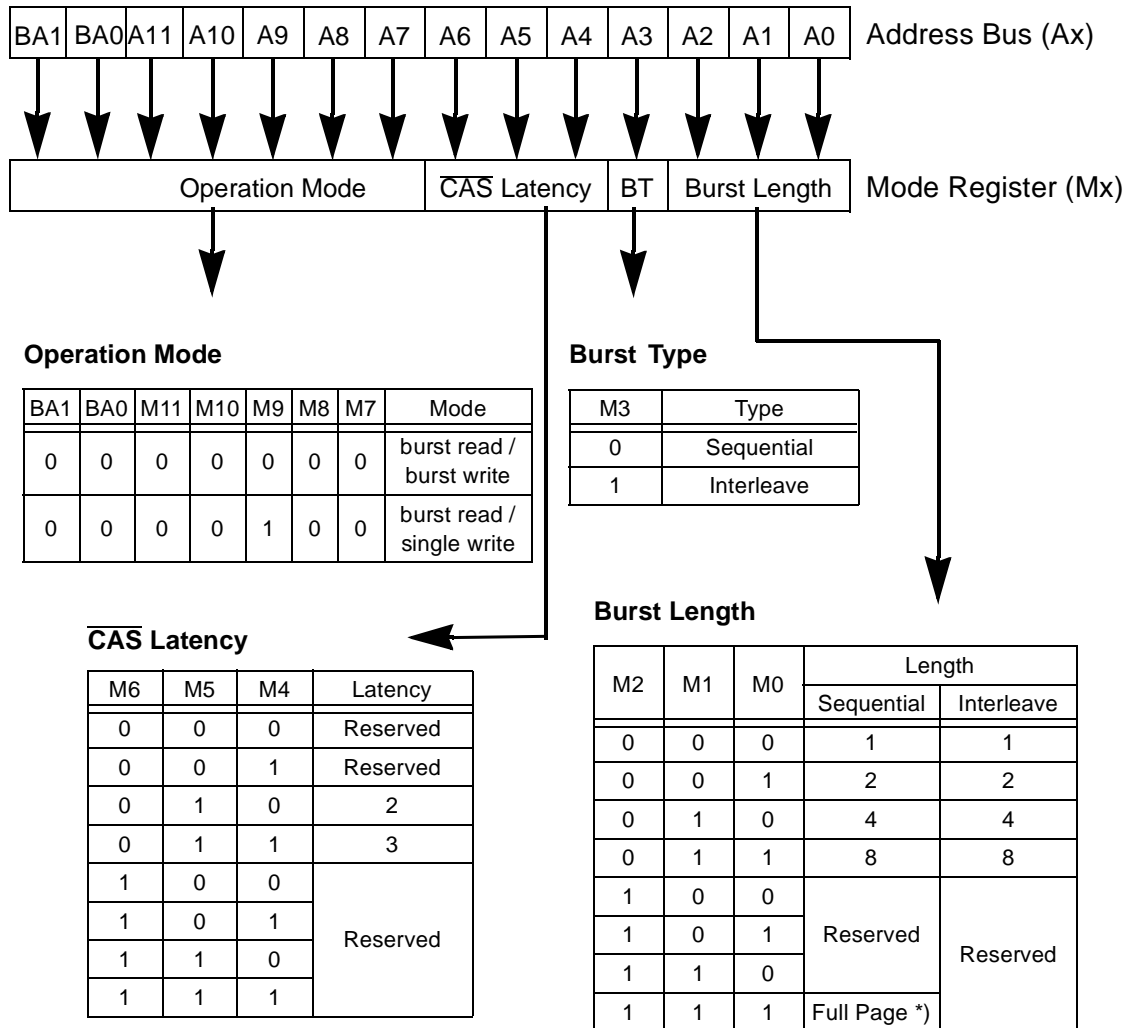 BA1 BA0 A11 A10 A9 A8 A7 A6 A5 A4 A3 A2 A1 A0 Address Bus (Ax)
Operation Mode C̅A̅S̅ Latency BT Burst Length Mode Register (Mx)
Operation Mode
BA1 BA0 M11 M10 M9 M8 M7 Mode
0 0 0 0 0 0 0 burst read / burst write
0 0 0 0 1 0 0 burst read / single write
Burst Type
M3 Type
0 Sequential
1 Interleave
C̅A̅S̅ Latency
M6 M5 M4 Latency
0 0 0 Reserved
0 0 1 Reserved
0 1 0 2
0 1 1 3
1 0 0
1 0 1
Reserved
1 1 0
1 1 1
Burst Length
M2 M1 M0 Length
Sequential Interleave
0 0 0 1 1
0 0 1 2 2
0 1 0 4 4
0 1 1 8 8
1 0 0
1 0 1 Reserved
Reserved
1 1 0
1 1 1 Full Page *)